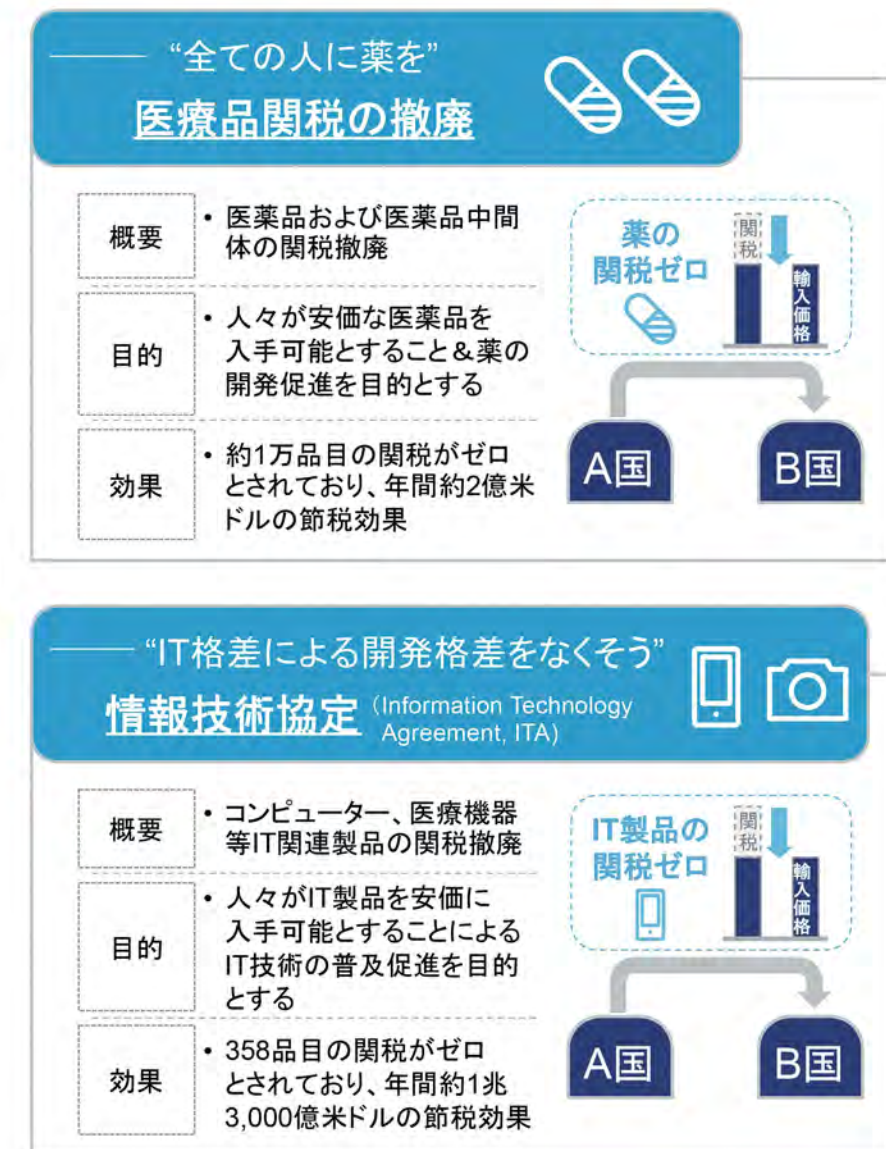 “全ての人に薬を”
医療品関税の撤廃
概要
• 医薬品および医薬品中間
体の関税撤廃
目的
• 人々が安価な医薬品を
入手可能とすること&薬の
開発促進を目的とする
効果
• 約1万品目の関税がゼロ
とされており、年間約2億米
ドルの節税効果
薬の
関税ゼロ
関税
輸入価格
A国
B国
“IT格差による開発格差をなくそう”
情報技術協定 (Information Technology
Agreement, ITA)
概要
• コンピューター、医療機器
等IT関連製品の関税撤廃
目的
• 人々がIT製品を安価に
入手可能とすることによる
IT技術の普及促進を目的
とする
効果
• 358品目の関税がゼロ
とされており、年間約1兆
3,000億米ドルの節税効果
IT製品の
関税ゼロ
関税
輸入価格
A国
B国